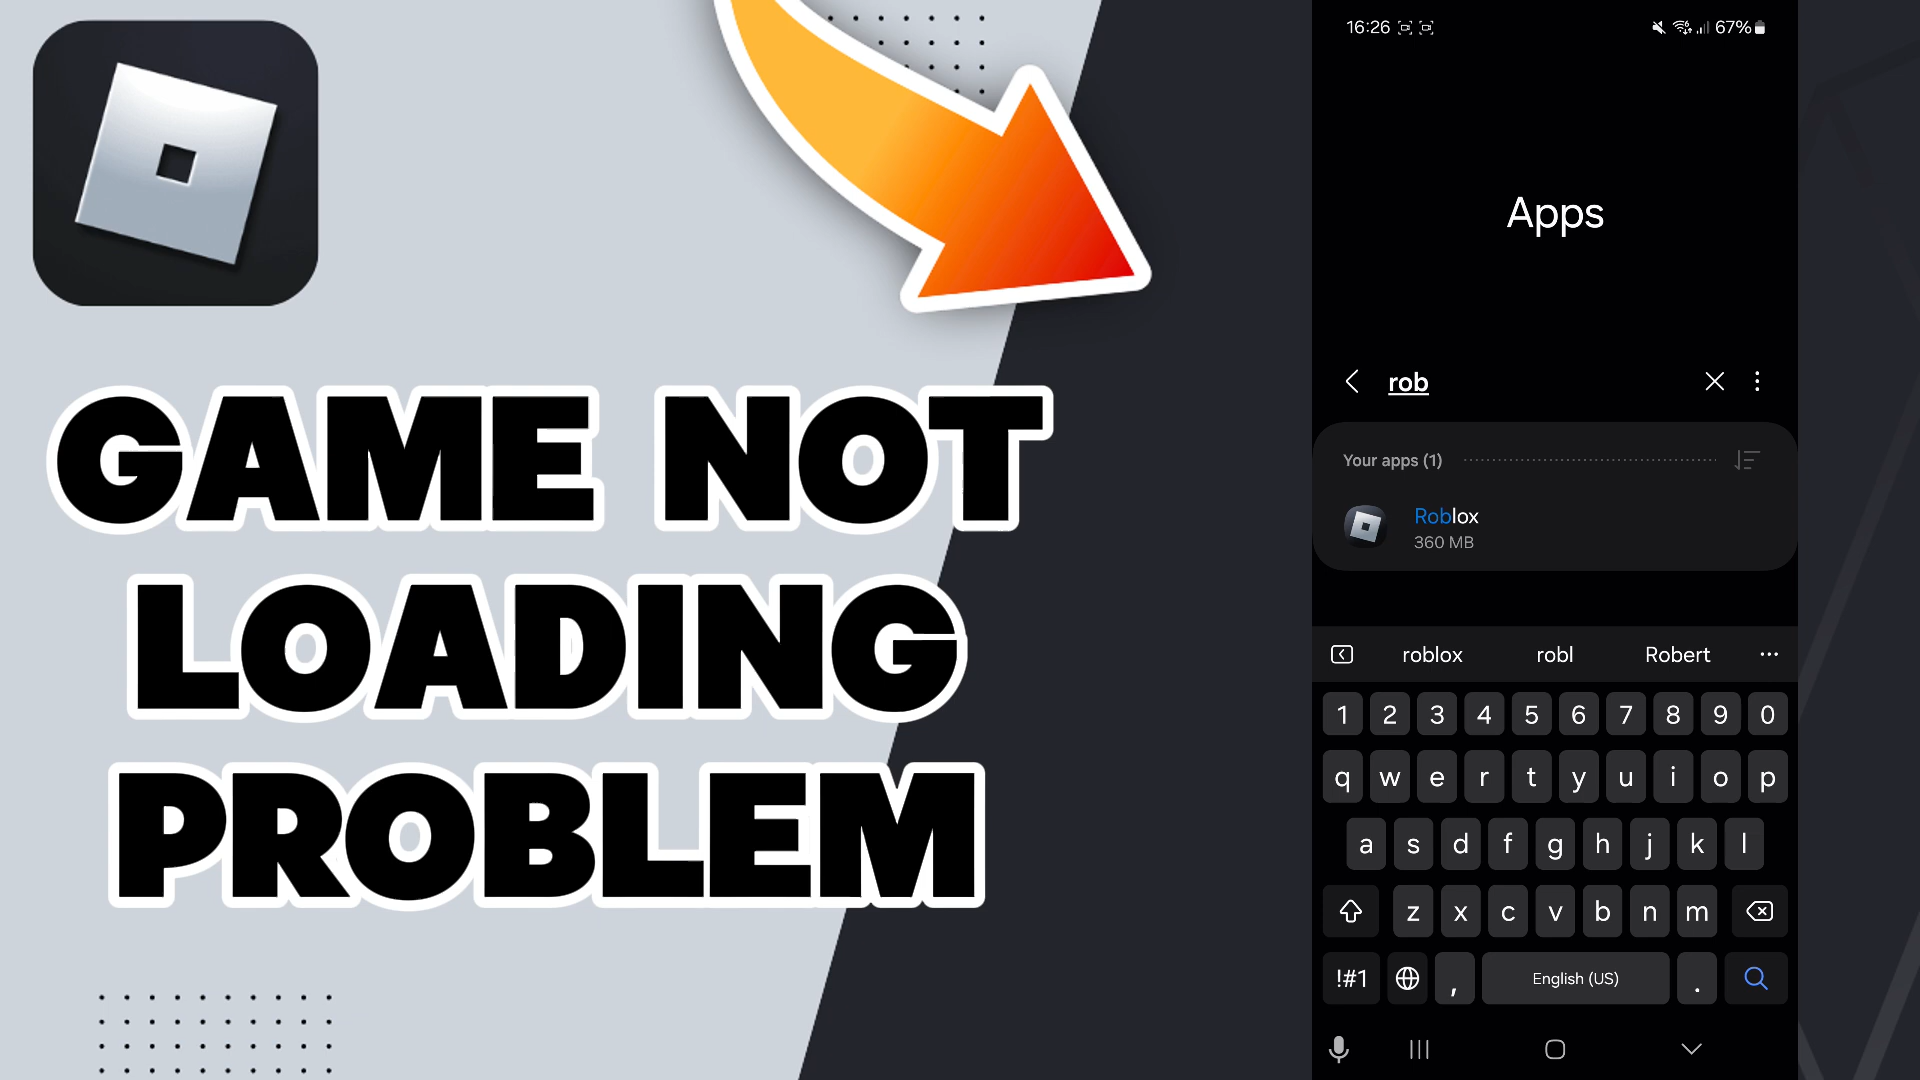 GAME NOT
LOADING
PROBLEM
16:26
67%
Apps
rob
Your apps (1)
Roblox
360 MB
roblox robl Robert
1 2 3 4 5 6 7 8 9 0
q w e r t y u i o p
a s d f g h j k l
z x c v b n m
!#1 , English (US) .